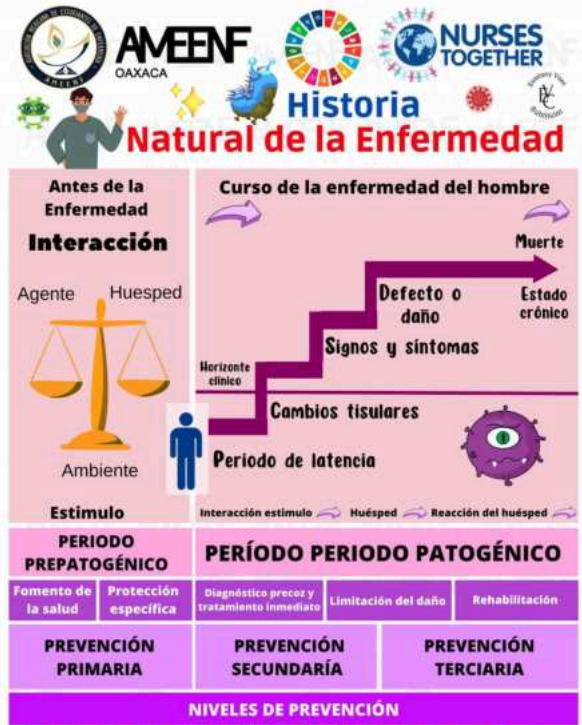 AMEENF
OAXACA
NURSES
TOGETHER
Historia
Natural de la Enfermedad
Antes de la
Enfermedad
Interacción
Agente Huesped
Ambiente
Estimulo
Curso de la enfermedad del hombre
Muerte
Estado
crónico
Defecto o
daño
Signos y síntomas
Horizonte
clínico
Cambios tisulares
Periodo de latencia
Interacción estimulo Huésped Reacción del huésped
PERIODO
PREPATOGÉNICO
PERÍODO PERIODO PATOGÉNICO
Fomento de
la salud
Protección
específica
Diagnóstico precoz y
tratamiento inmediato
Limitación del daño
Rehabilitación
PREVENCIÓN
PRIMARIA
PREVENCIÓN
SECUNDARÍA
PREVENCIÓN
TERCIARIA
NIVELES DE PREVENCIÓN